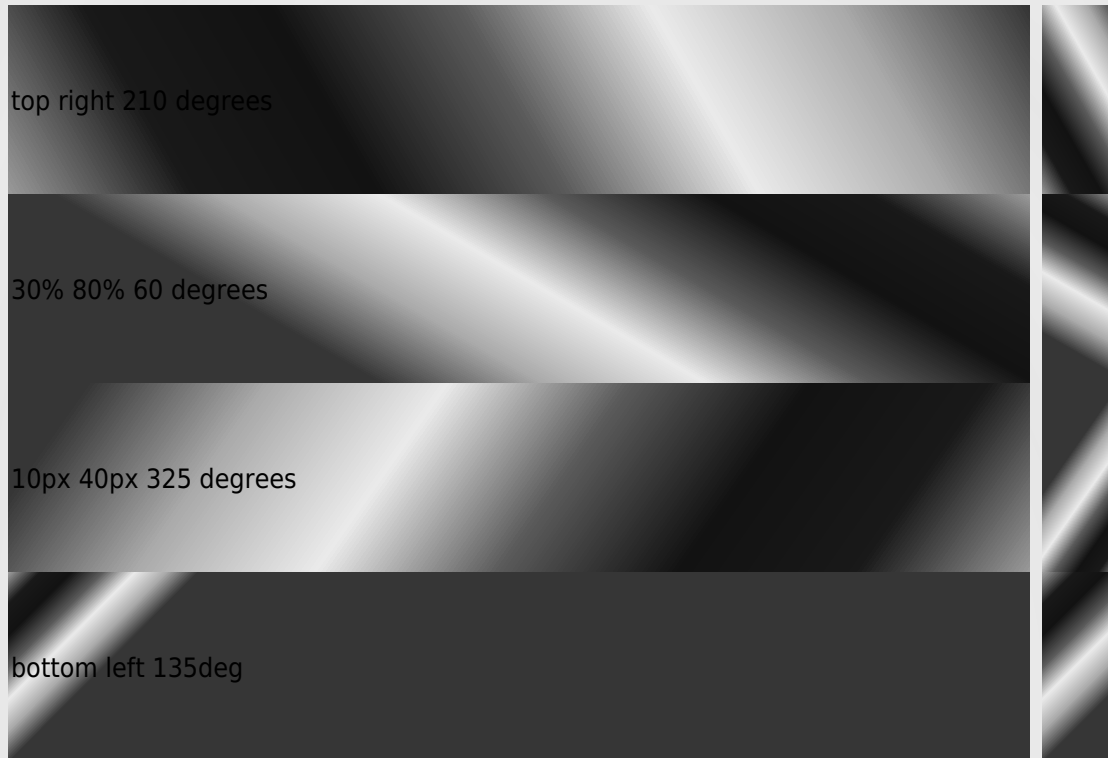 top right 210 degrees
30% 80% 60 degrees
10px 40px 325 degrees
bottom left 135deg